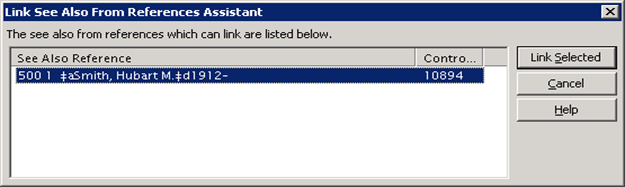 Link See Also From References Assistant
The see also from references which can link are listed below.
See Also Reference Contro...
500 1 ‡aSmith, Hubart M.‡d1912- 10894
Link Selected
Cancel
Help